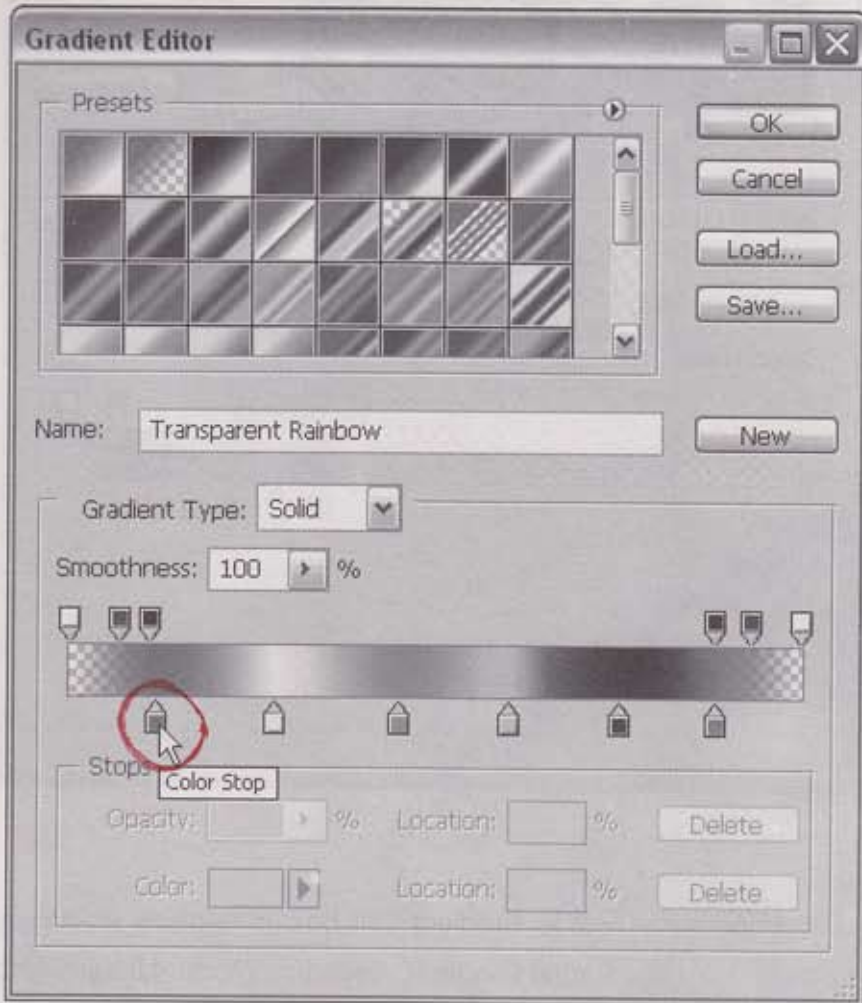 Gradient Editor
Presets
OK
Cancel
Load...
Save...
Name: Transparent Rainbow New
Gradient Type: Solid
Smoothness: 100 %
Stops
Color Stop
Opacity: % Location: % Delete
Color: Location: % Delete